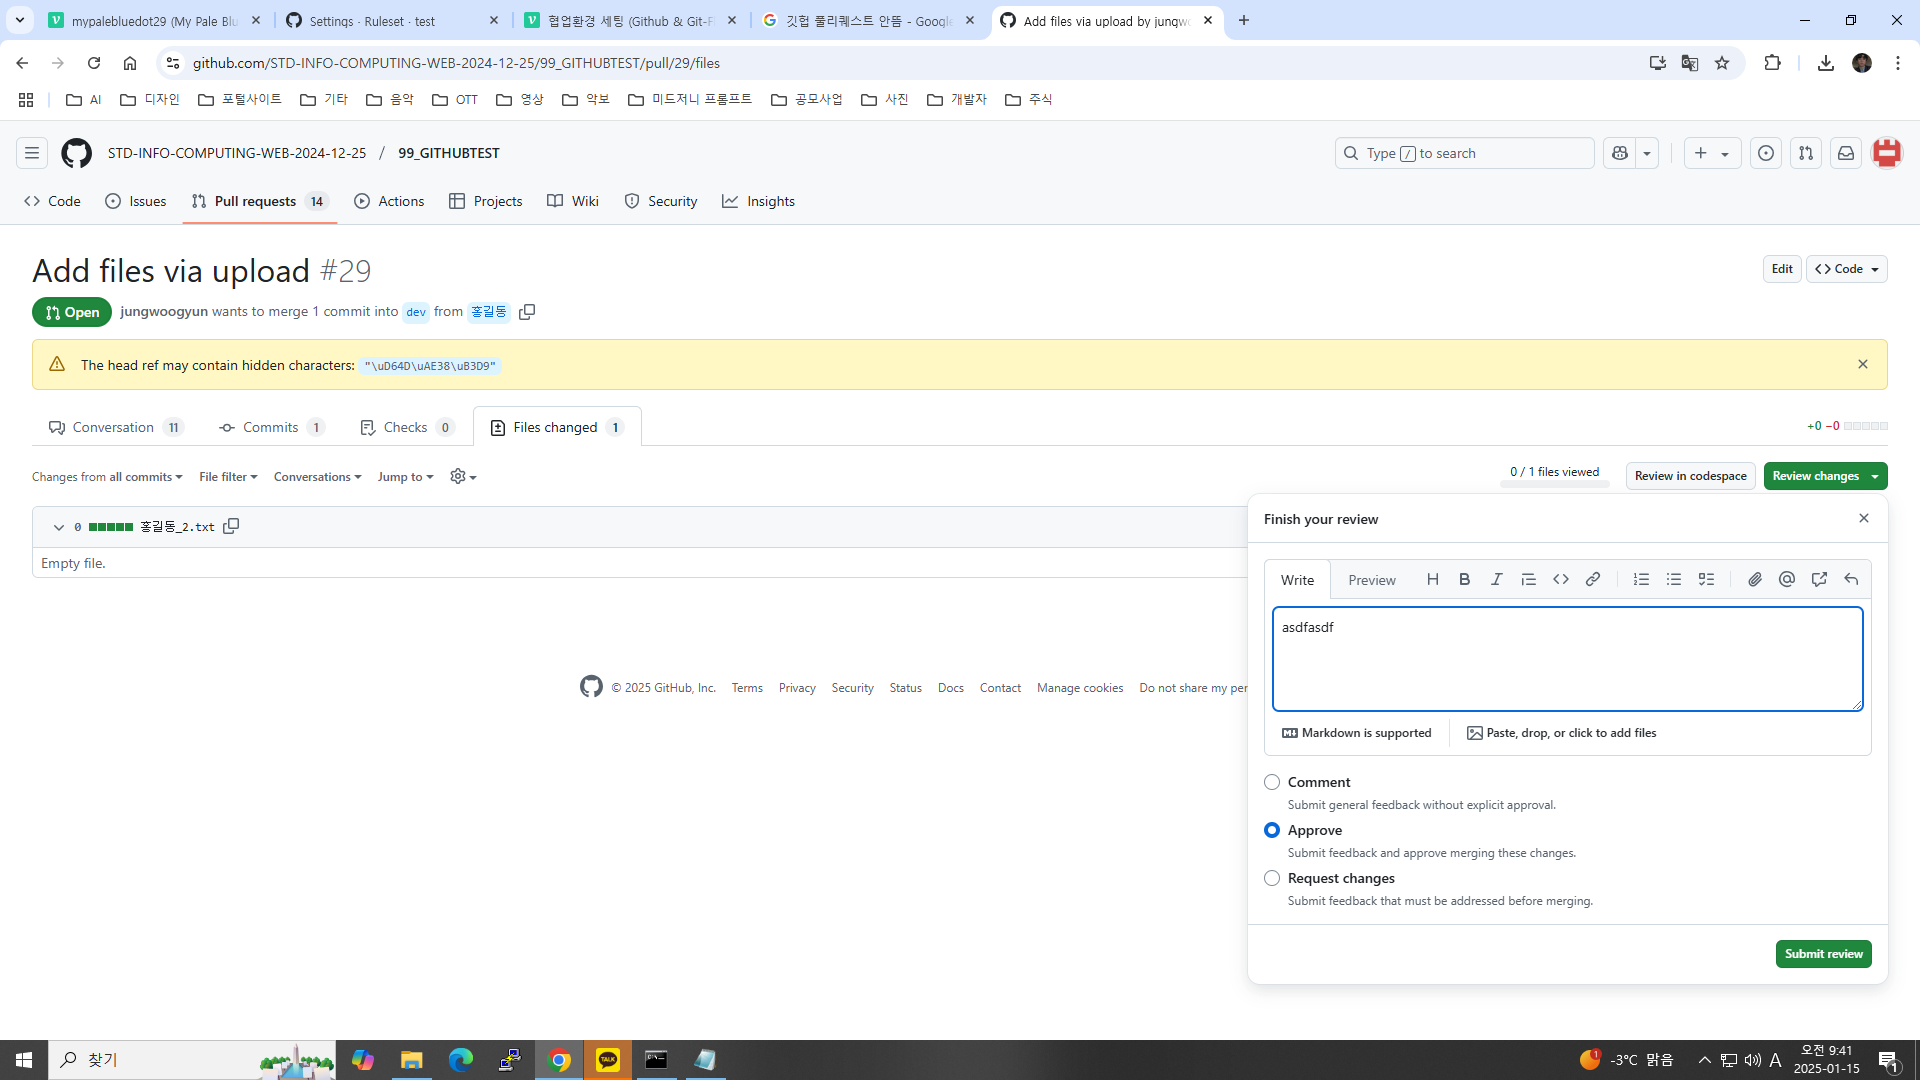 mypalebluedot29 (My Pale Blu
Settings · Ruleset · test
협업환경 세팅 (Github & Git-Fl
깃헙 풀리퀘스트 안뜸 - Google
Add files via upload by jungwo
github.com/STD-INFO-COMPUTING-WEB-2024-12-25/99_GITHUBTEST/pull/29/files
AI 디자인 포털사이트 기타 음악 OTT 영상 악보 미드저니 프롬프트 공모사업 사진 개발자 주식
STD-INFO-COMPUTING-WEB-2024-12-25 / 99_GITHUBTEST
Type / to search
Code Issues Pull requests 14 Actions Projects Wiki Security Insights
Add files via upload #29
Edit Code
Open jungwoogyun wants to merge 1 commit into dev from 홍길동
The head ref may contain hidden characters: "\uD64D\uAE38\uB3D9"
Conversation 11 Commits 1 Checks 0 Files changed 1
+0 −0
Changes from all commits File filter Conversations Jump to
0 / 1 files viewed
Review in codespace
Review changes
0 홍길동_2.txt
Empty file.
Finish your review
Write Preview
asdfasdf
Markdown is supported
Paste, drop, or click to add files
Comment
Submit general feedback without explicit approval.
Approve
Submit feedback and approve merging these changes.
Request changes
Submit feedback that must be addressed before merging.
Submit review
© 2025 GitHub, Inc. Terms Privacy Security Status Docs Contact Manage cookies Do not share my per
찾기
TALK
1
-3°C 맑음
A
오전 9:41
2025-01-15
1